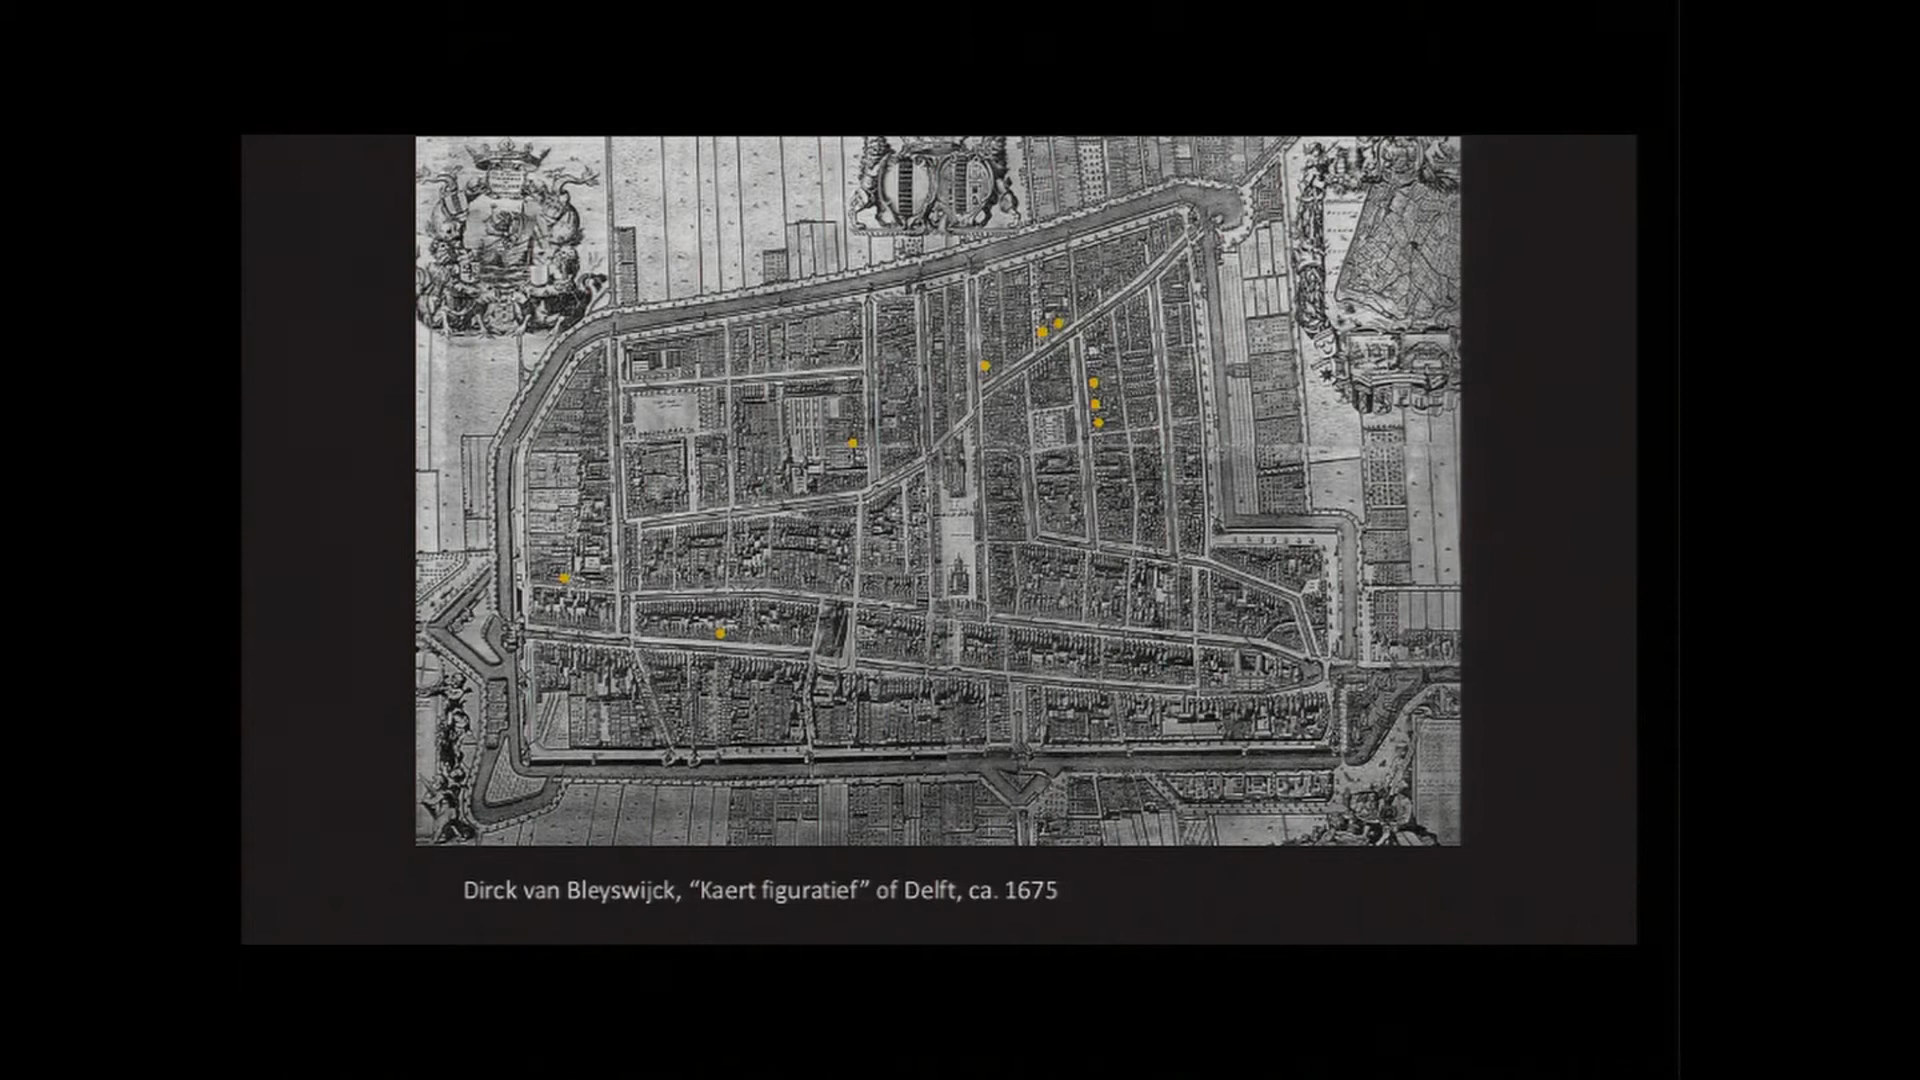 Dirck van Bleyswijck, “Kaert figuratief” of Delft, ca. 1675